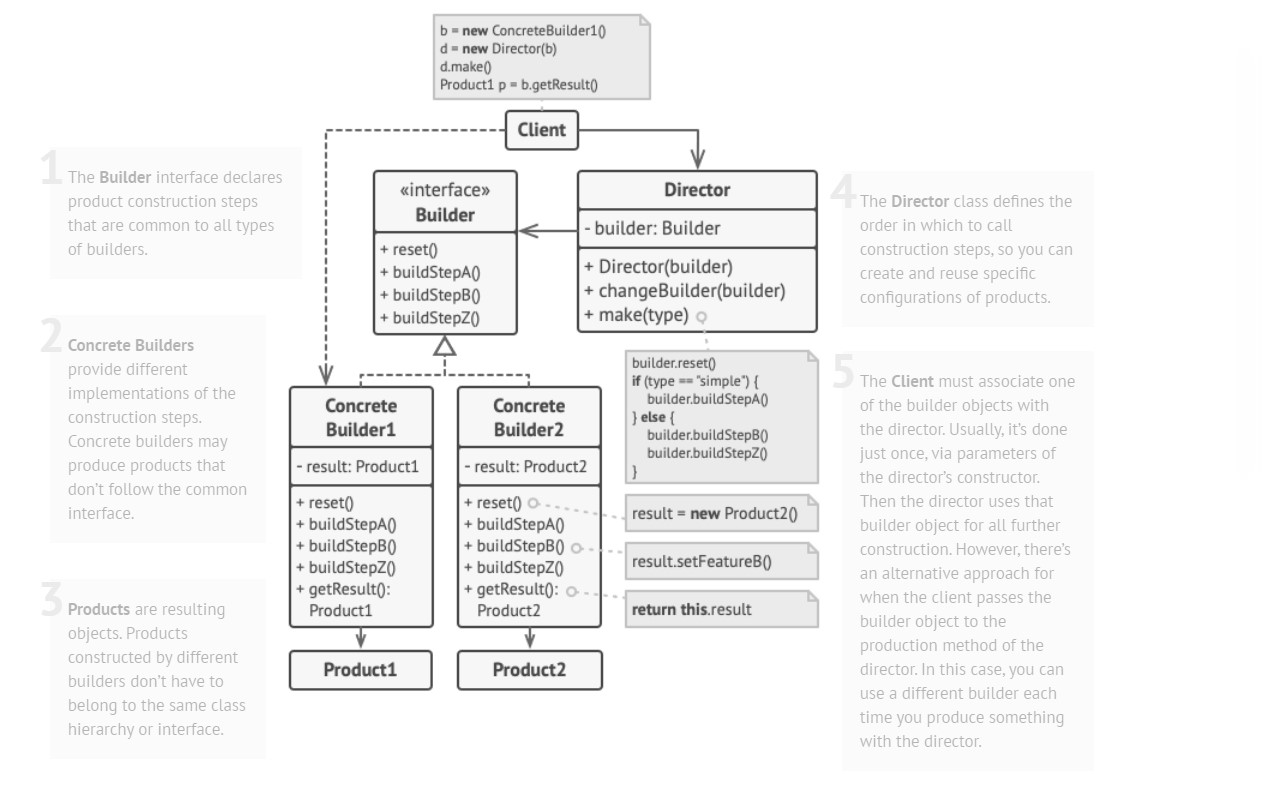 b = new ConcreteBuilder1()
d = new Director(b)
d.make()
Product1 p = b.getResult()
Client
1
The Builder interface declares
product construction steps
that are common to all types
of builders.
«interface»
Builder
+ reset()
+ buildStepA()
+ buildStepB()
+ buildStepZ()
Director
- builder: Builder
+ Director(builder)
+ changeBuilder(builder)
+ make(type)
4
The Director class defines the
order in which to call
construction steps, so you can
create and reuse specific
configurations of products.
2
Concrete Builders
provide different
implementations of the
construction steps.
Concrete builders may
produce products that
don't follow the common
interface.
Concrete
Builder1
- result: Product1
+ reset()
+ buildStepA()
+ buildStepB()
+ buildStepZ()
+ getResult():
Product1
Concrete
Builder2
- result: Product2
+ reset()
+ buildStepA()
+ buildStepB()
+ buildStepZ()
+ getResult():
Product2
builder.reset()
if (type == "simple") {
builder.buildStepA()
} else {
builder.buildStepB()
builder.buildStepZ()
}
result = new Product2()
result.setFeatureB()
return this.result
5
The Client must associate one
of the builder objects with
the director. Usually, it's done
just once, via parameters of
the director's constructor.
Then the director uses that
builder object for all further
construction. However, there's
an alternative approach for
when the client passes the
builder object to the
production method of the
director. In this case, you can
use a different builder each
time you produce something
with the director.
3
Products are resulting
objects. Products
constructed by different
builders don't have to
belong to the same class
hierarchy or interface.
Product1
Product2